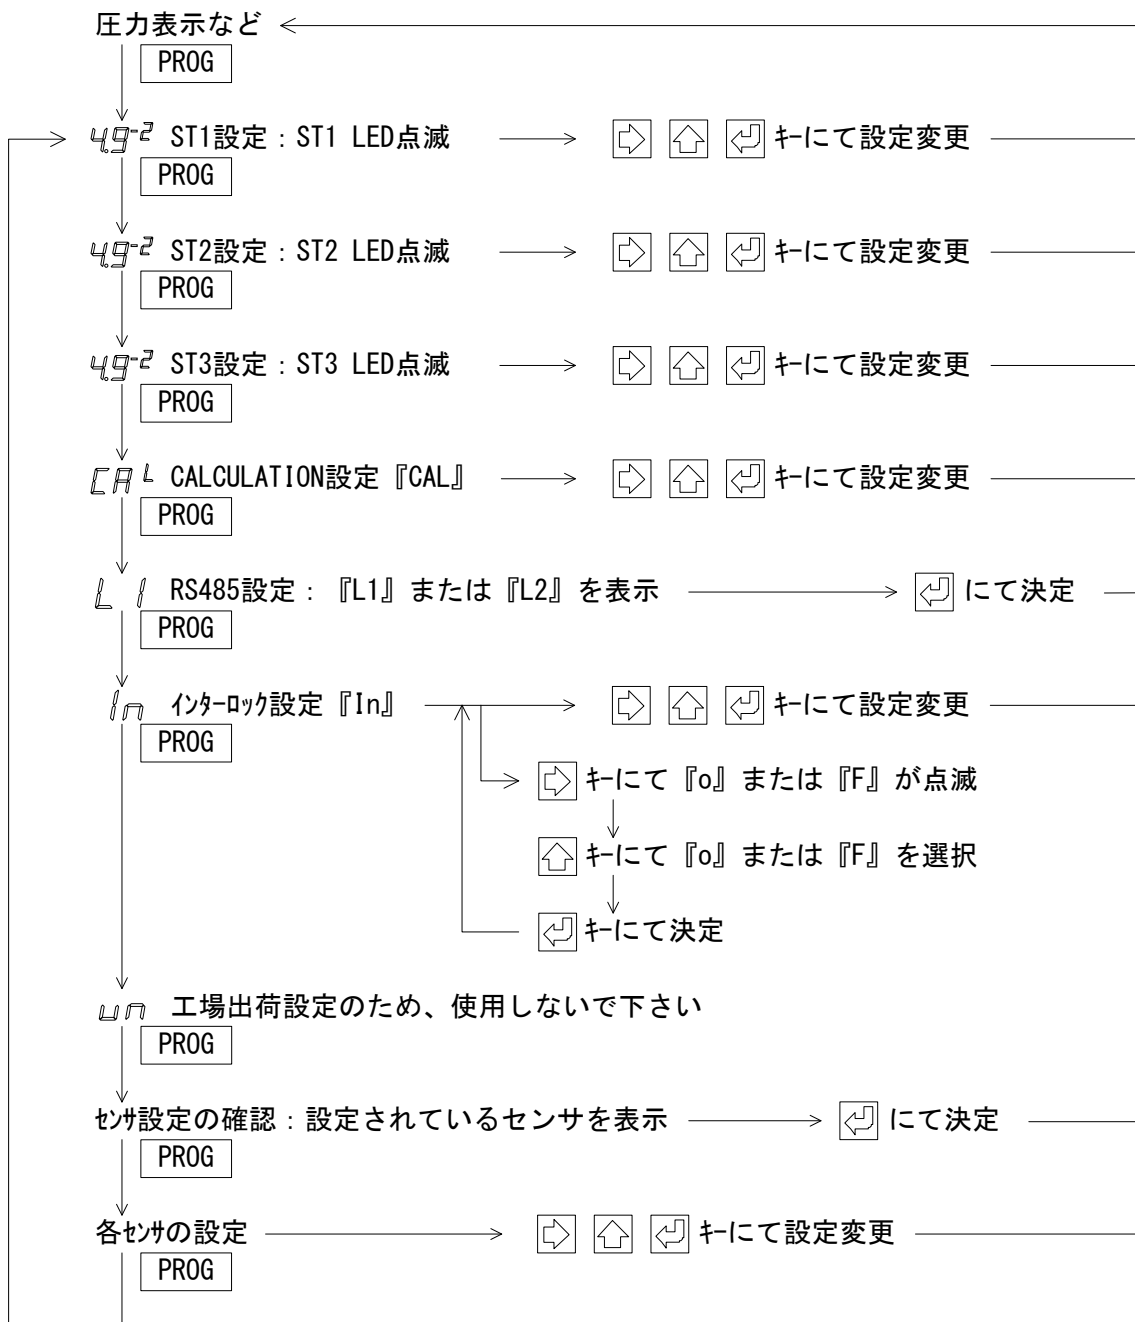 圧力表示など
PROG
4.9-2 ST1設定：ST1 LED点滅 ｷｰにて設定変更
PROG
4.9-2 ST2設定：ST2 LED点滅 ｷｰにて設定変更
PROG
4.9-2 ST3設定：ST3 LED点滅 ｷｰにて設定変更
PROG
CAL CALCULATION設定『CAL』 ｷｰにて設定変更
PROG
L1 RS485設定：『L1』または『L2』を表示 にて決定
PROG
In ｲﾝﾀｰﾛｯｸ設定『In』 ｷｰにて設定変更
PROG
ｷｰにて『o』または『F』が点滅
ｷｰにて『o』または『F』を選択
ｷｰにて決定
un 工場出荷設定のため、使用しないで下さい
PROG
ｾﾝｻ設定の確認：設定されているセンサを表示 にて決定
PROG
各ｾﾝｻの設定 ｷｰにて設定変更
PROG